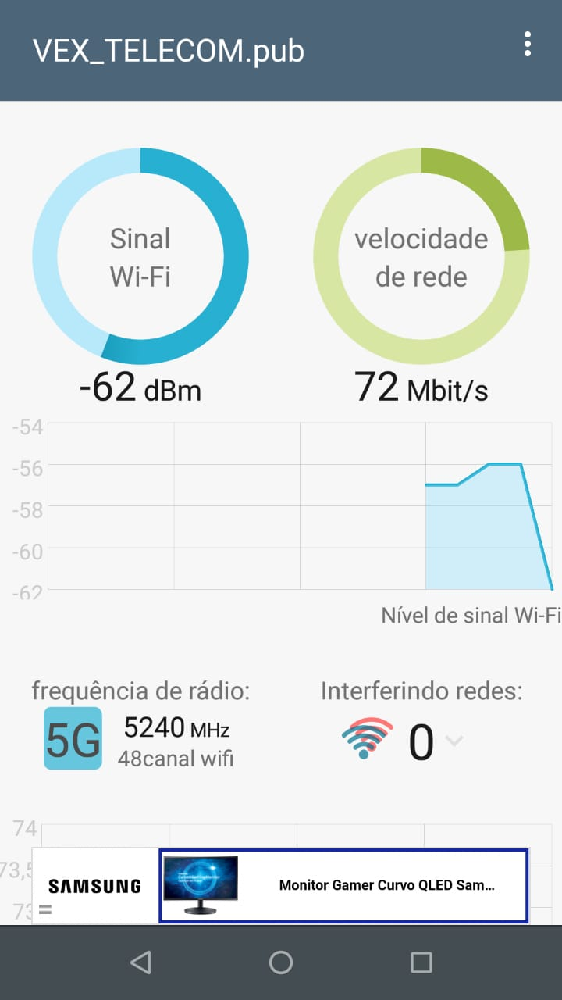 VEX_TELECOM.pub
Sinal
Wi-Fi
velocidade
de rede
-62 dBm
72 Mbit/s
-54
-56
-58
-60
-62
Nível de sinal Wi-Fi
frequência de rádio:
Interferindo redes:
5G
5240 MHz
48canal wifi
0
74
73,5
73
SAMSUNG
Monitor Gamer Curvo QLED Sam...